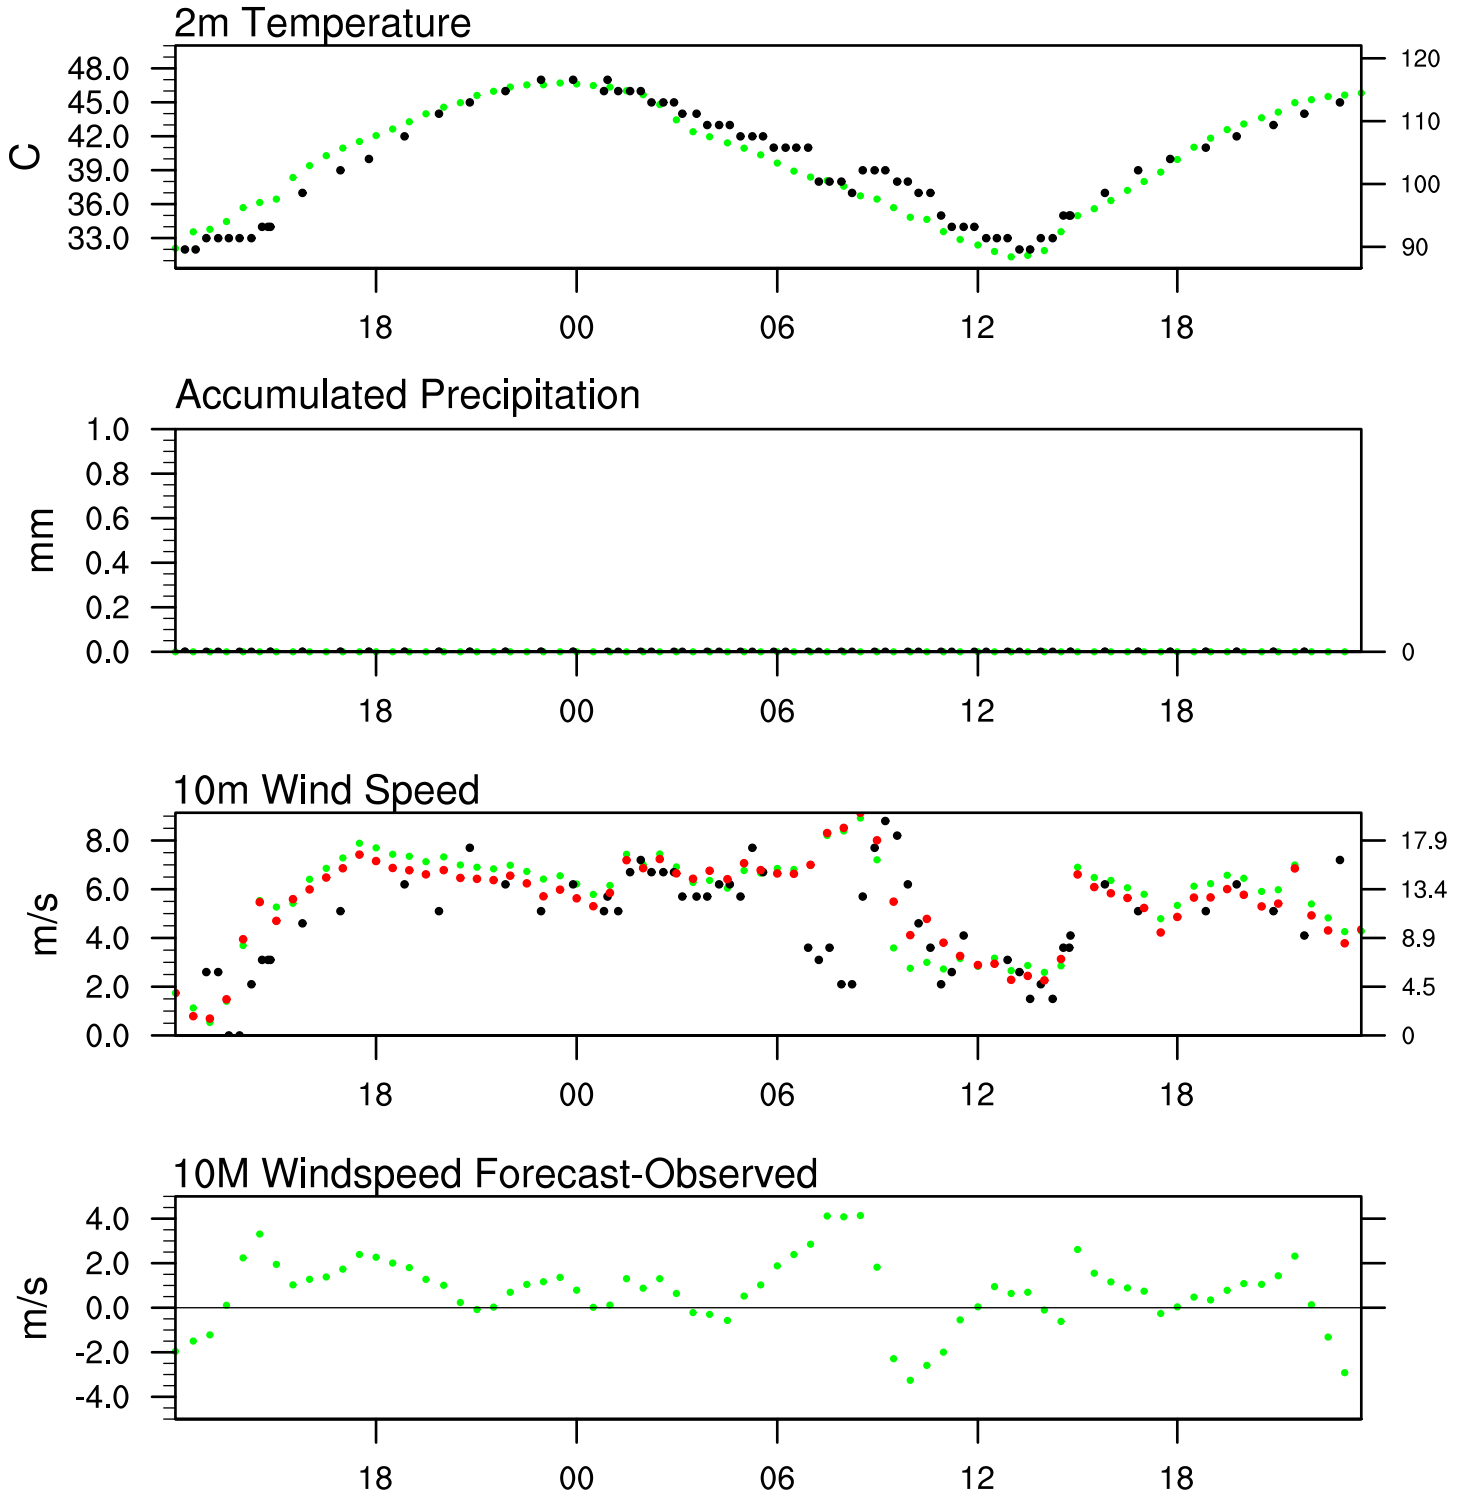 2m Temperature
48.0
45.0
42.0
39.0
36.0
33.0
C
120
110
100
90
18 00 06 12 18
Accumulated Precipitation
1.0
0.8
0.6
0.4
0.2
0.0
mm
0
18 00 06 12 18
10m Wind Speed
8.0
6.0
4.0
2.0
0.0
m/s
17.9
13.4
8.9
4.5
0
18 00 06 12 18
10M Windspeed Forecast-Observed
4.0
2.0
0.0
-2.0
-4.0
m/s
18 00 06 12 18